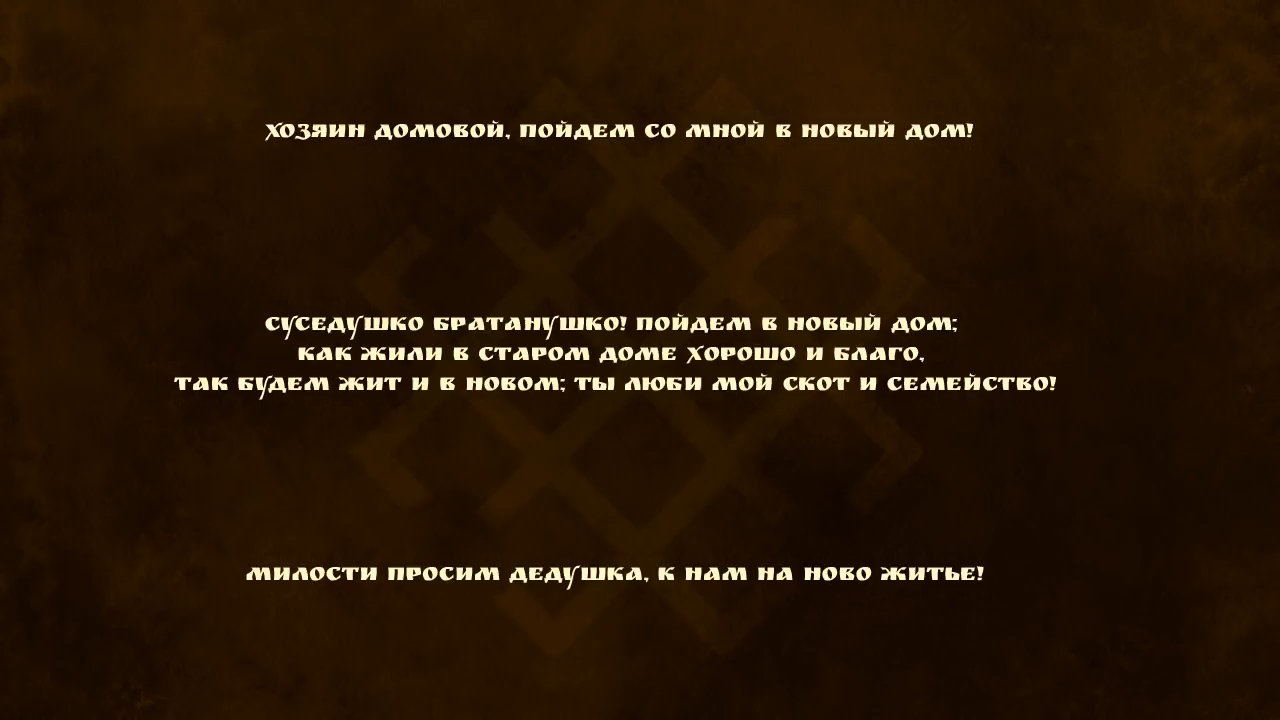 ХОЗЯИН ДОМОВОЙ, ПОЙДЕМ СО МНОЙ В НОВЫЙ ДОМ!
СУСЕДУШКО БРАТАНУШКО! ПОЙДЕМ В НОВЫЙ ДОМ;
КАК ЖИЛИ В СТАРОМ ДОМЕ ХОРОШО И БЛАГО,
ТАК БУДЕМ ЖИТ И В НОВОМ; ТЫ ЛЮБИ МОЙ СКОТ И СЕМЕЙСТВО!
МИЛОСТИ ПРОСИМ ДЕДУШКА, К НАМ НА НОВО ЖИТЬЕ!